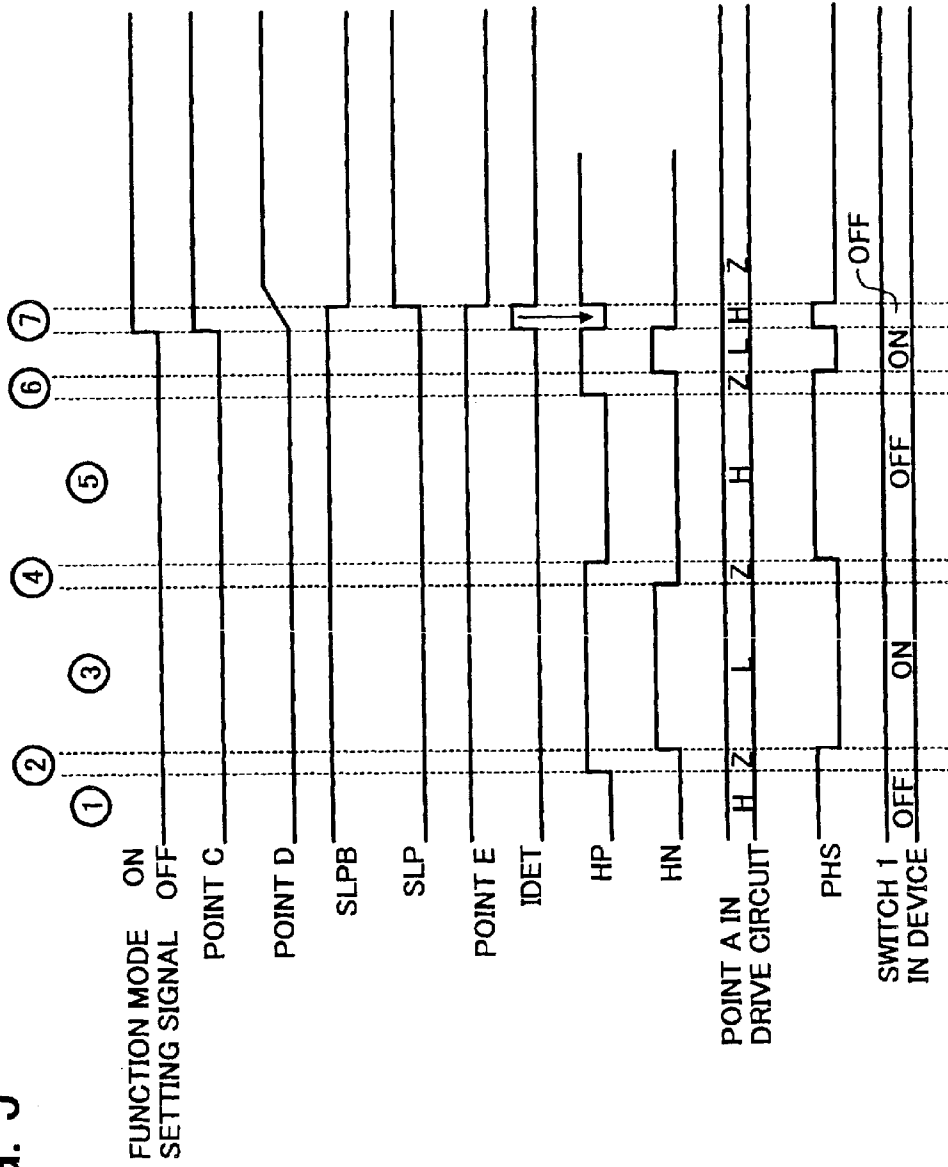 g. 5
① ② ③ ④ ⑤ ⑥ ⑦
FUNCTION MODE ON
SETTING SIGNAL OFF
POINT C
POINT D
SLPB
SLP
POINT E
IDET
HP
HN
POINT A IN
DRIVE CIRCUIT H Z L Z H Z L H Z
PHS
OFF
SWITCH 1 OFF ON OFF ON
IN DEVICE